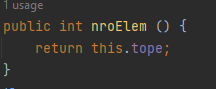 1 usage
public int nroElem () {
    return this.tope;
}